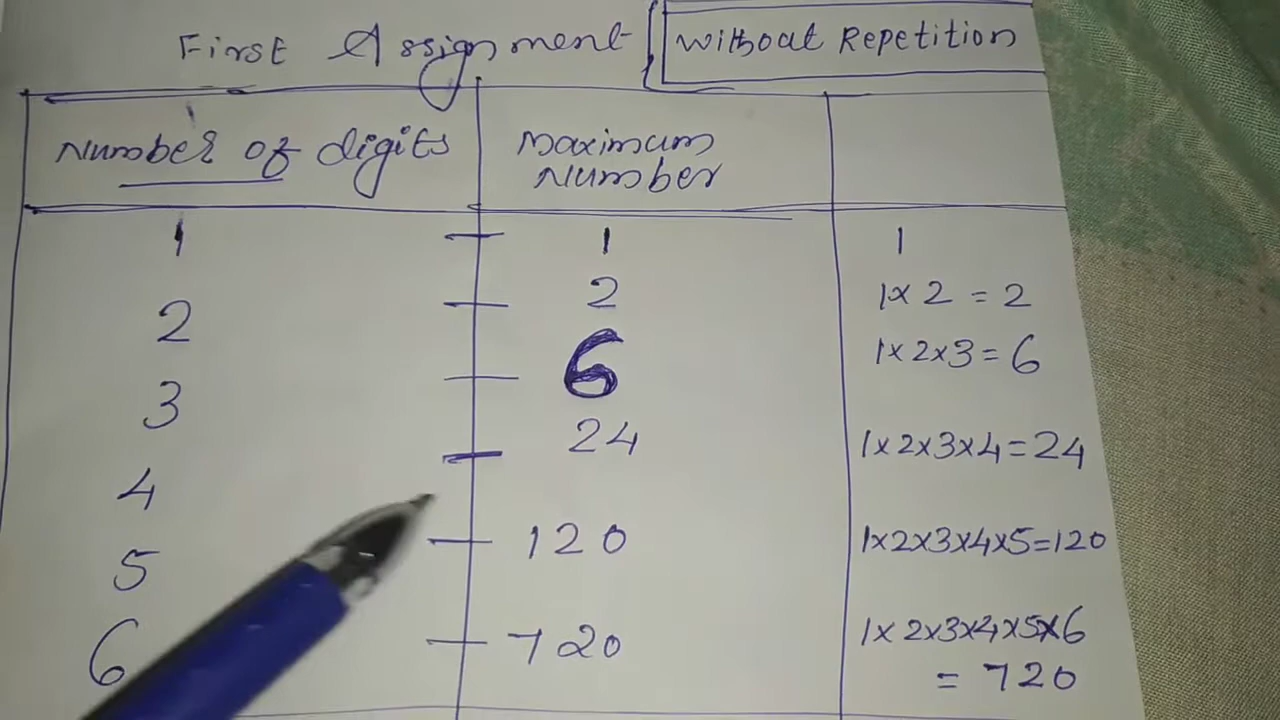 First Assignment without Repetition
Number of digits Maximum Number
1 1 1
2 2 1x2=2
3 6 1x2x3=6
4 24 1x2x3x4=24
5 120 1x2x3x4x5=120
6 720 1x2x3x4x5x6
=720